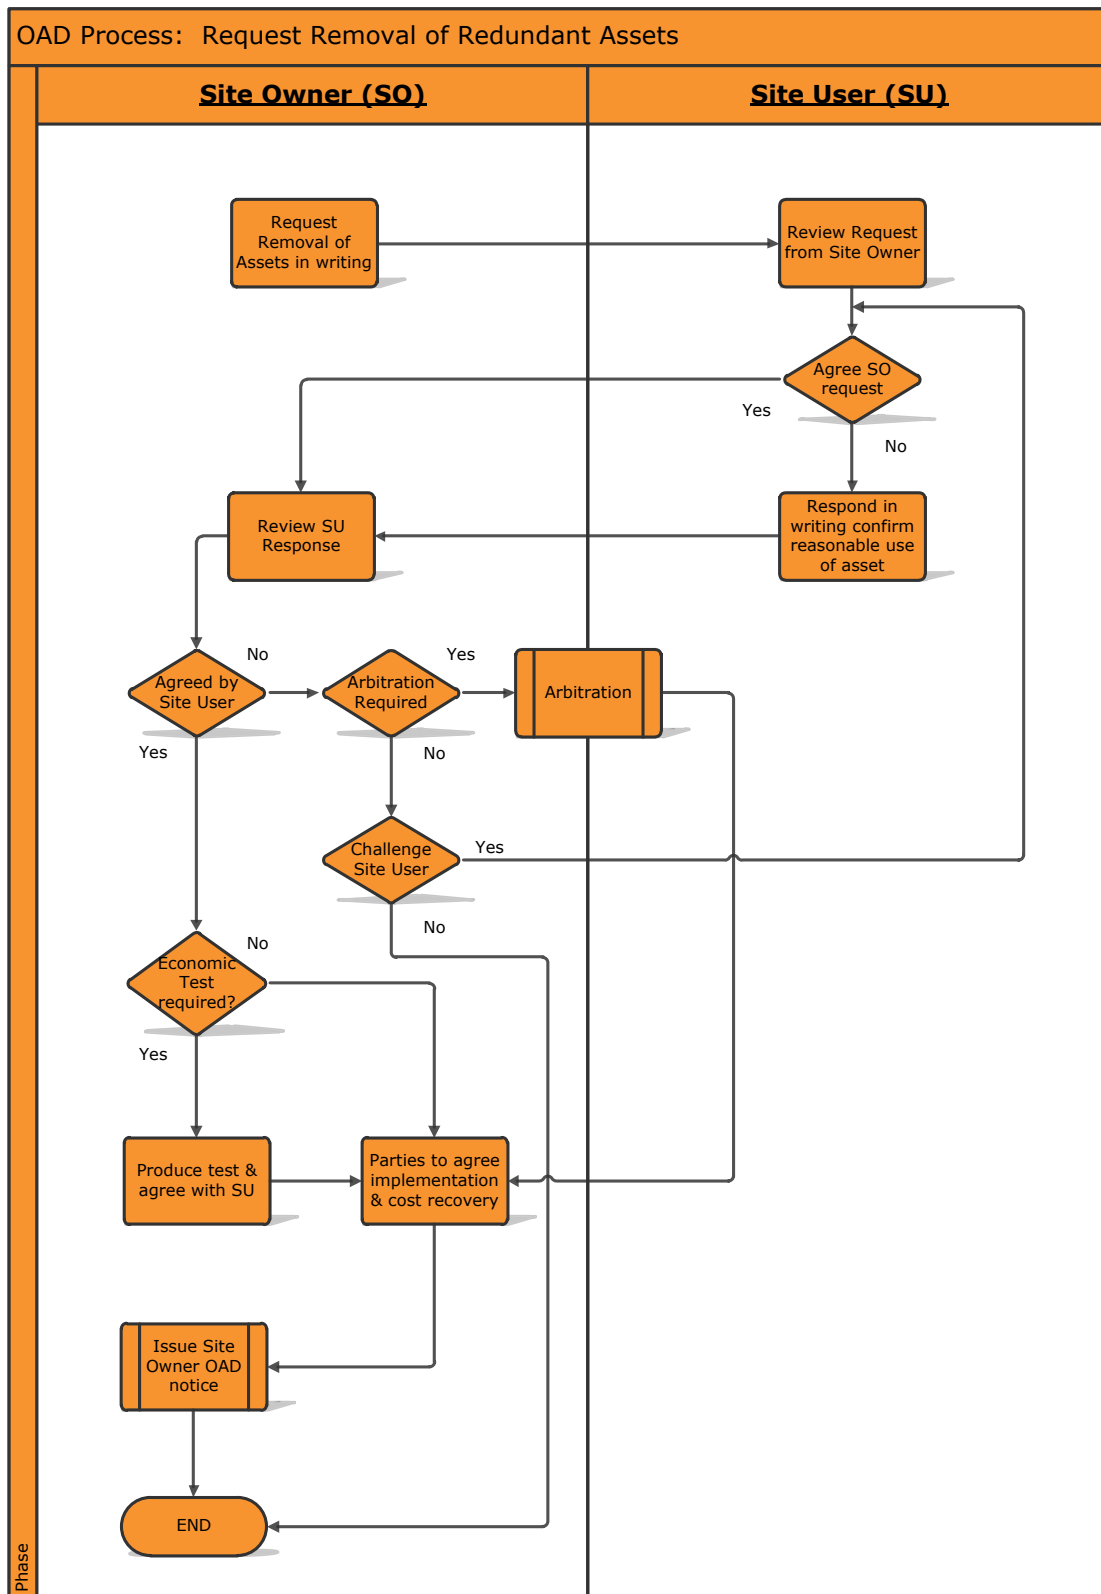 OAD Process:  Request Removal of Redundant Assets
Site Owner (SO)
Site User (SU)
Request
Removal of
Assets in writing
Review Request
from Site Owner
Agree SO
request
Yes
No
Review SU
Response
Respond in
writing confirm
reasonable use
of asset
Agreed by
Site User
No
Yes
Arbitration
Required
Yes
No
Arbitration
Challenge
Site User
Yes
No
Economic
Test
required?
No
Yes
Produce test &
agree with SU
Parties to agree
implementation
& cost recovery
Issue Site
Owner OAD
notice
END
Phase